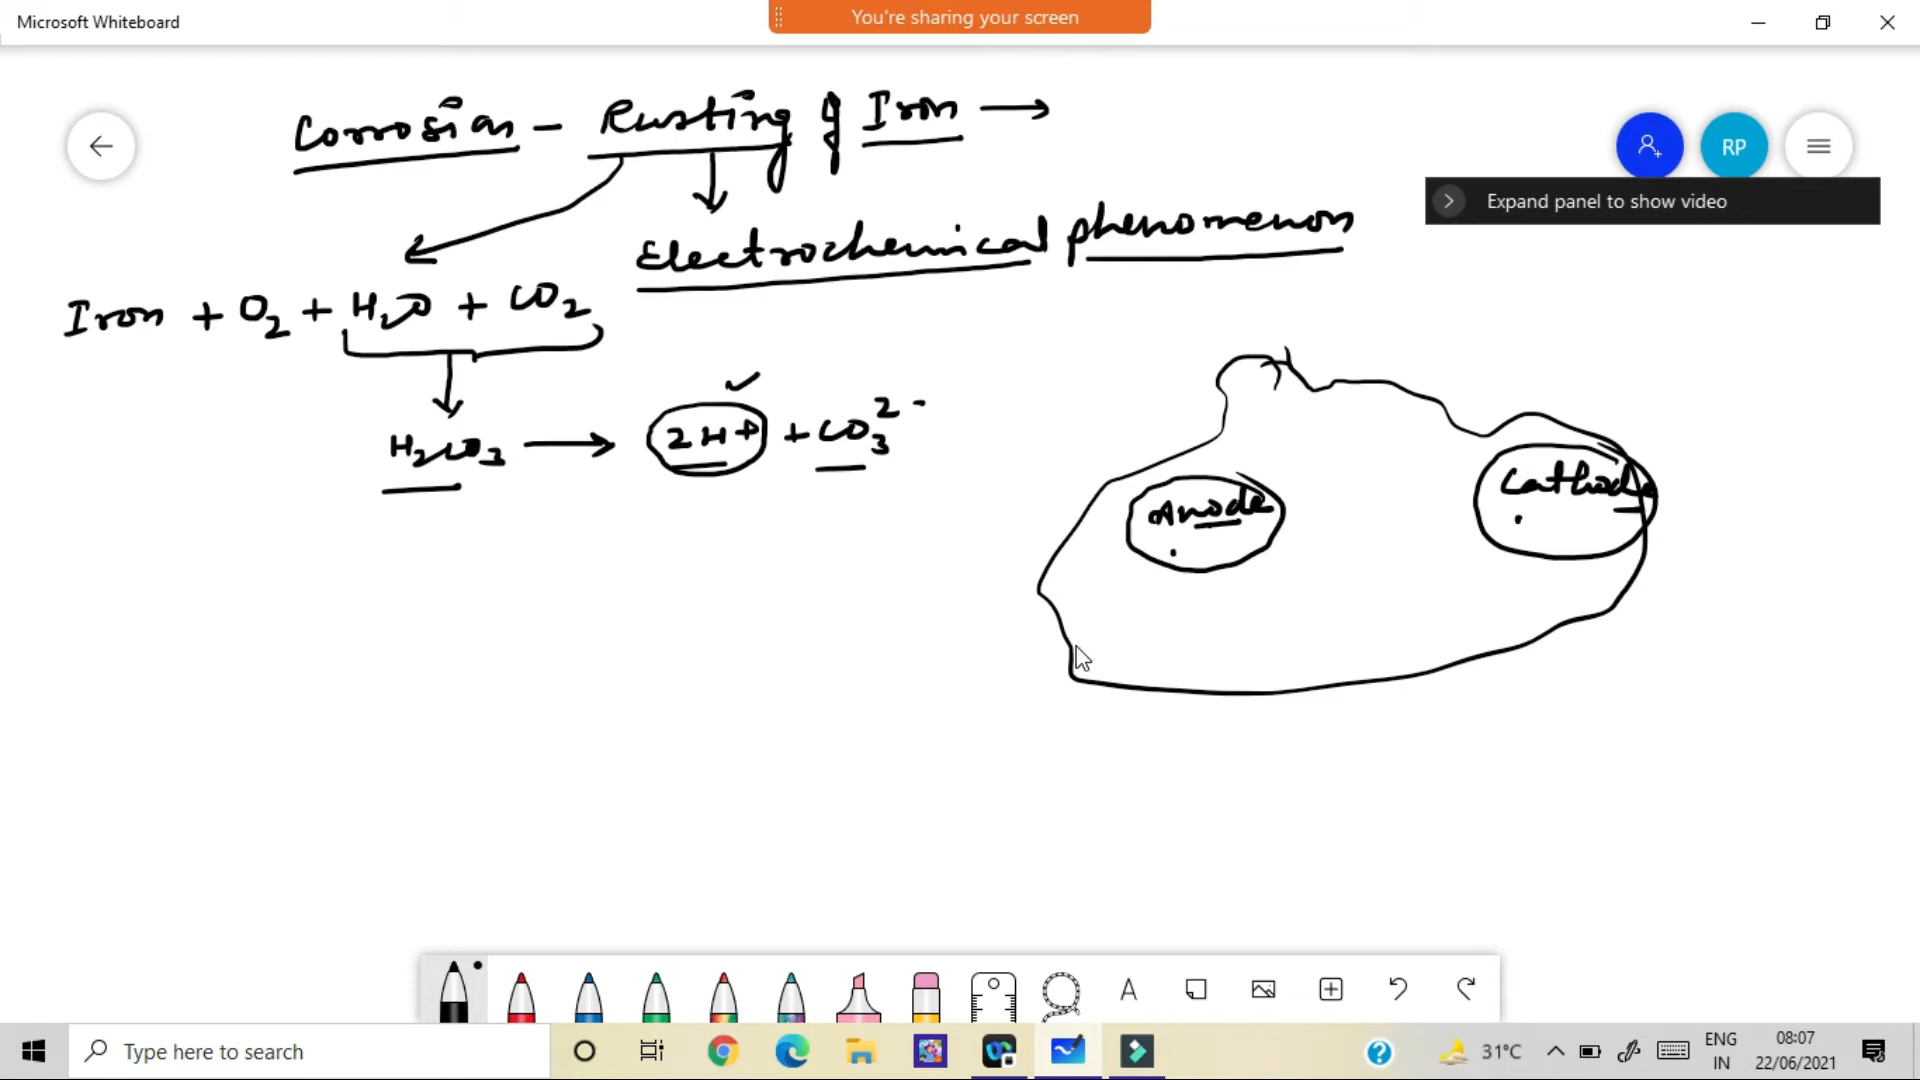 Microsoft Whiteboard
You're sharing your screen
Corrosion - Rusting of Iron →
RP
Expand panel to show video
Electrochemical phenomenon
Iron + O2 + H2O + CO2
H2CO3 → 2H+ + CO3 2-
Anode
Cathode
A
Type here to search
31°C
ENG
IN
08:07
22/06/2021